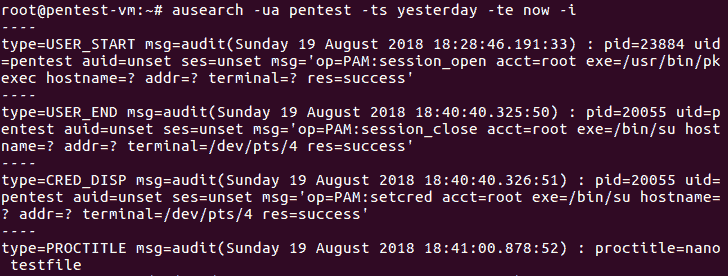 root@pentest-vm:~# ausearch -ua pentest -ts yesterday -te now -i
----
type=USER_START msg=audit(Sunday 19 August 2018 18:28:46.191:33) : pid=23884 uid
=pentest auid=unset ses=unset msg='op=PAM:session_open acct=root exe=/usr/bin/pk
exec hostname=? addr=? terminal=? res=success'
----
type=USER_END msg=audit(Sunday 19 August 2018 18:40:40.325:50) : pid=20055 uid=p
entest auid=unset ses=unset msg='op=PAM:session_close acct=root exe=/bin/su host
name=? addr=? terminal=/dev/pts/4 res=success'
----
type=CRED_DISP msg=audit(Sunday 19 August 2018 18:40:40.326:51) : pid=20055 uid=
pentest auid=unset ses=unset msg='op=PAM:setcred acct=root exe=/bin/su hostname=
? addr=? terminal=/dev/pts/4 res=success'
----
type=PROCTITLE msg=audit(Sunday 19 August 2018 18:41:00.878:52) : proctitle=nano
 testfile